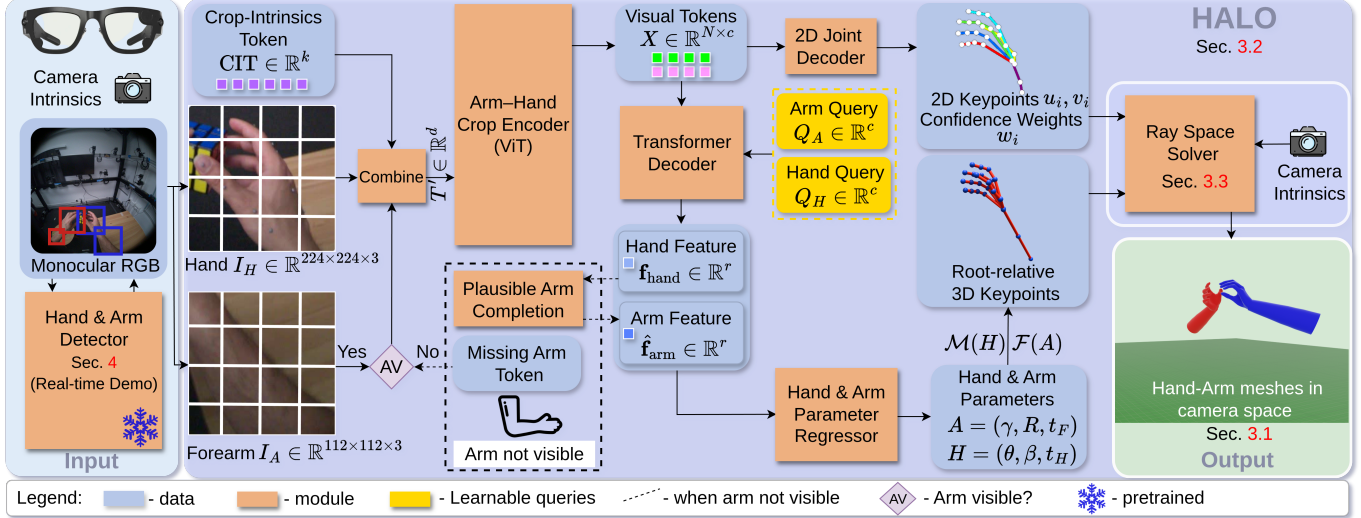 Camera
Intrinsics
Monocular RGB
Hand & Arm
Detector
Sec. 4
(Real-time Demo)
Input
Crop-Intrinsics
Token
CIT ∈ ℝ^k
Hand I_H ∈ ℝ^{224×224×3}
Forearm I_A ∈ ℝ^{112×112×3}
Combine
T′ ∈ ℝ^d
Yes
AV
No
Arm–Hand
Crop Encoder
(ViT)
Plausible Arm
Completion
Missing Arm
Token
Arm not visible
Visual Tokens
X ∈ ℝ^{N×c}
Transformer
Decoder
Hand Feature
f_hand ∈ ℝ^r
Arm Feature
f̂_arm ∈ ℝ^r
2D Joint
Decoder
Arm Query
Q_A ∈ ℝ^c
Hand Query
Q_H ∈ ℝ^c
Hand & Arm
Parameter
Regressor
2D Keypoints u_i, v_i
Confidence Weights
w_i
Root-relative
3D Keypoints
M(H) F(A)
Hand & Arm
Parameters
A = (γ, R, t_F)
H = (θ, β, t_H)
HALO
Sec. 3.2
Ray Space
Solver
Sec. 3.3
Camera
Intrinsics
Hand-Arm meshes in
camera space
Sec. 3.1
Output
Legend:
- data
- module
- Learnable queries
- when arm not visible
AV
- Arm visible?
- pretrained